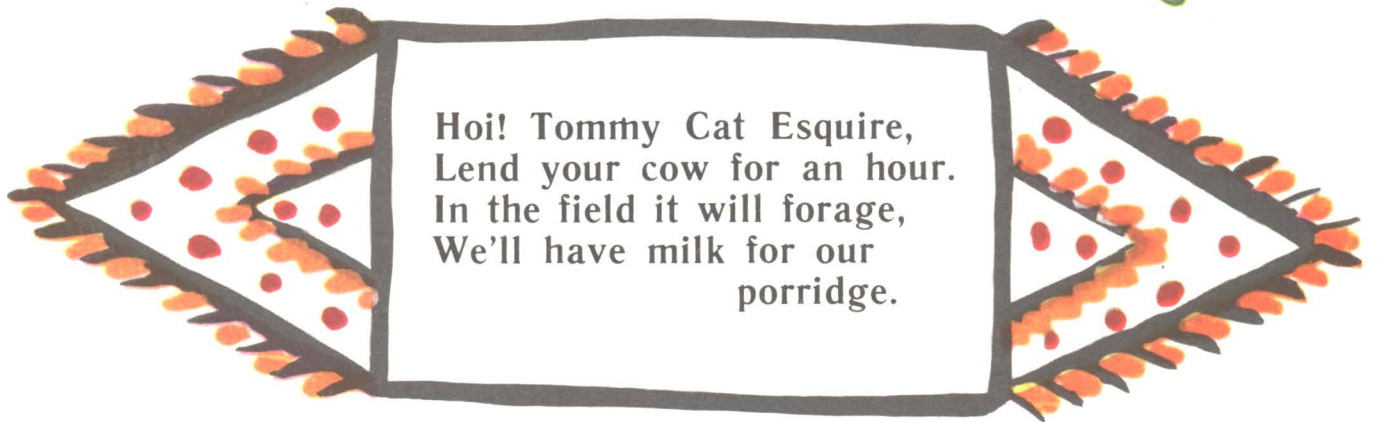 Hoi! Tommy Cat Esquire,
Lend your cow for an hour.
In the field it will forage,
We'll have milk for our
porridge.